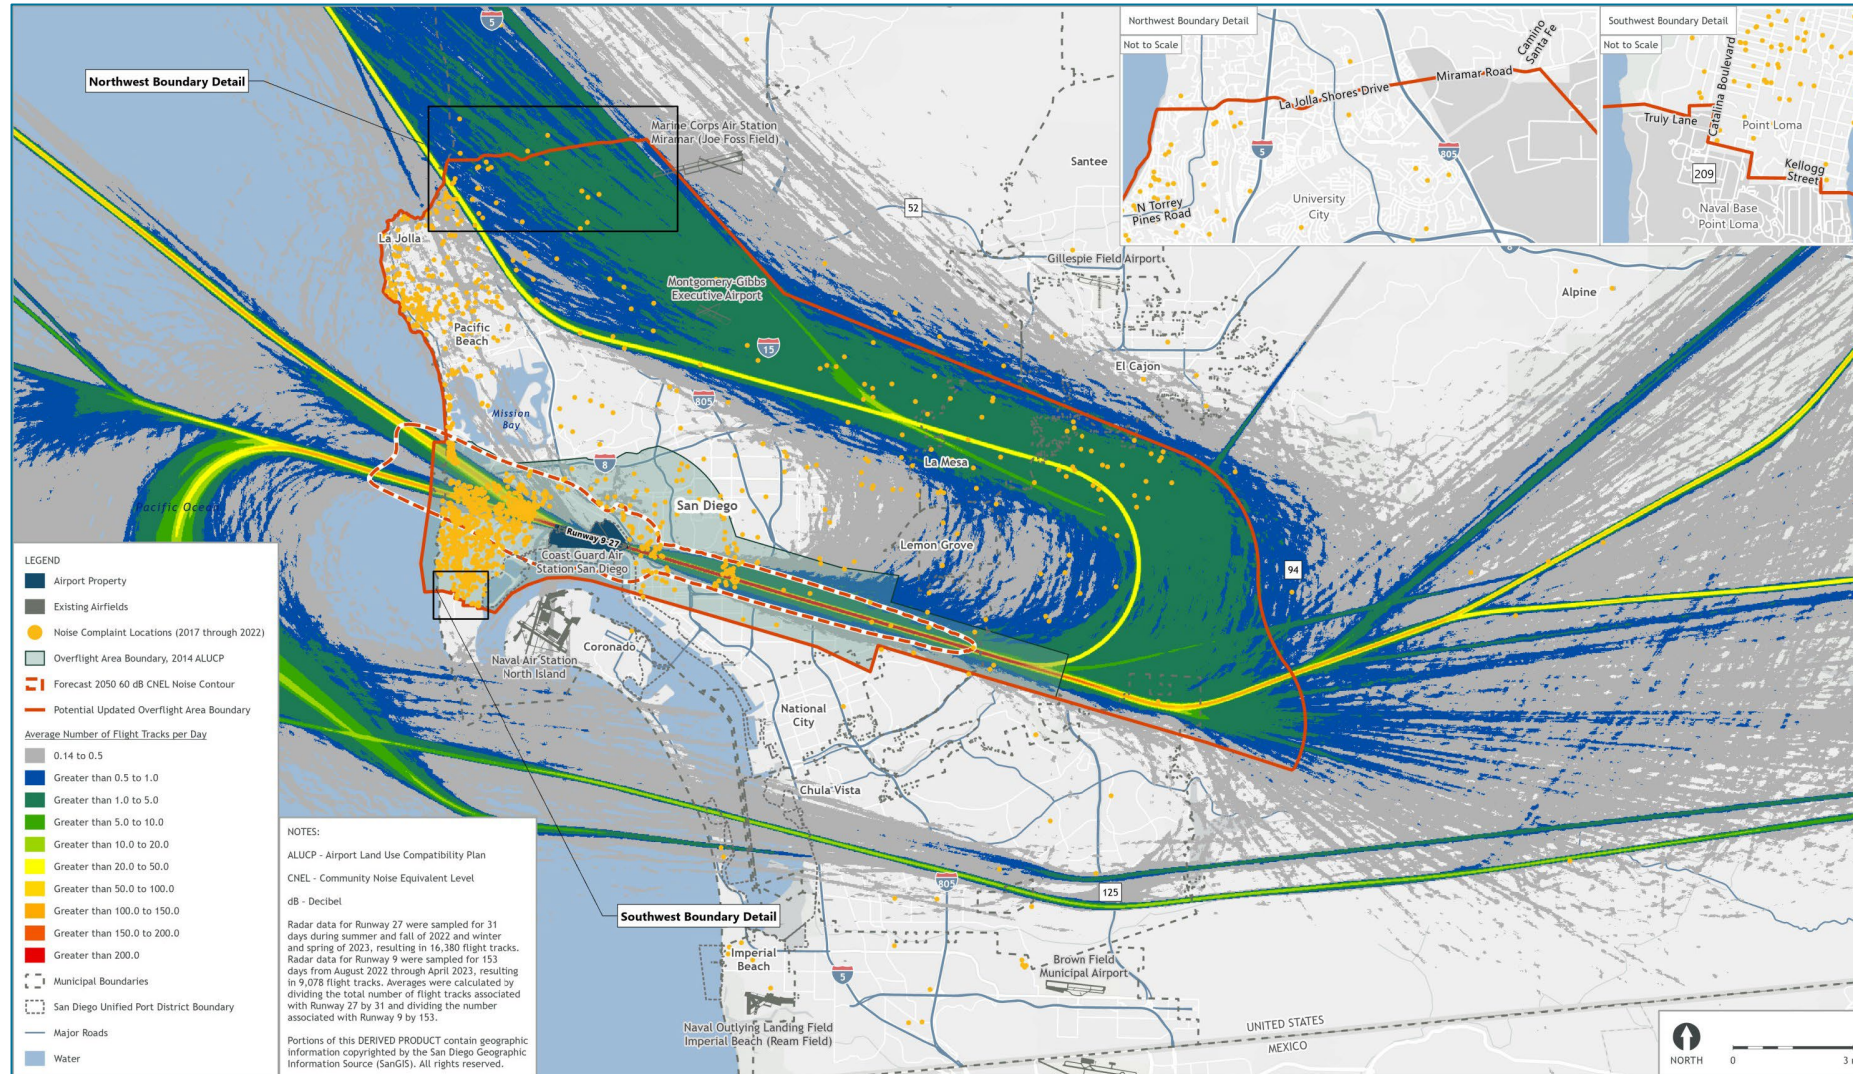 Northwest Boundary Detail
5
Marine Corps Air Station
Miramar (Joe Foss Field)
Santee
52
La Jolla
Gillespie Field Airport
8
Alpine
Montgomery-Gibbs
Executive Airport
Pacific
Beach
15
El Cajon
805
Mission
Bay
8
La Mesa
San Diego
Pacific Ocean
Runway 9-27
Coast Guard Air
Station San Diego
Lemon Grove
94
Naval Air Station
North Island
Coronado
National
City
Chula Vista
805
125
Southwest Boundary Detail
Imperial
Beach
5
Brown Field
Municipal Airport
Naval Outlying Landing Field
Imperial Beach (Ream Field)
UNITED STATES
MEXICO
Northwest Boundary Detail
Not to Scale
Camino
Santa Fe
Miramar Road
La Jolla Shores Drive
5
805
N Torrey
Pines Road
University
City
Southwest Boundary Detail
Not to Scale
Catalina Boulevard
Truly Lane
Point Loma
Kellogg
Street
209
Naval Base
Point Loma
LEGEND
Airport Property
Existing Airfields
Noise Complaint Locations (2017 through 2022)
Overflight Area Boundary, 2014 ALUCP
Forecast 2050 60 dB CNEL Noise Contour
Potential Updated Overflight Area Boundary
Average Number of Flight Tracks per Day
0.14 to 0.5
Greater than 0.5 to 1.0
Greater than 1.0 to 5.0
Greater than 5.0 to 10.0
Greater than 10.0 to 20.0
Greater than 20.0 to 50.0
Greater than 50.0 to 100.0
Greater than 100.0 to 150.0
Greater than 150.0 to 200.0
Greater than 200.0
Municipal Boundaries
San Diego Unified Port District Boundary
Major Roads
Water
NOTES:
ALUCP - Airport Land Use Compatibility Plan
CNEL - Community Noise Equivalent Level
dB - Decibel
Radar data for Runway 27 were sampled for 31
days during summer and fall of 2022 and winter
and spring of 2023, resulting in 16,380 flight tracks.
Radar data for Runway 9 were sampled for 153
days from August 2022 through April 2023, resulting
in 9,078 flight tracks. Averages were calculated by
dividing the total number of flight tracks associated
with Runway 27 by 31 and dividing the number
associated with Runway 9 by 153.
Portions of this DERIVED PRODUCT contain geographic
information copyrighted by the San Diego Geographic
Information Source (SanGIS). All rights reserved.
NORTH
0 3